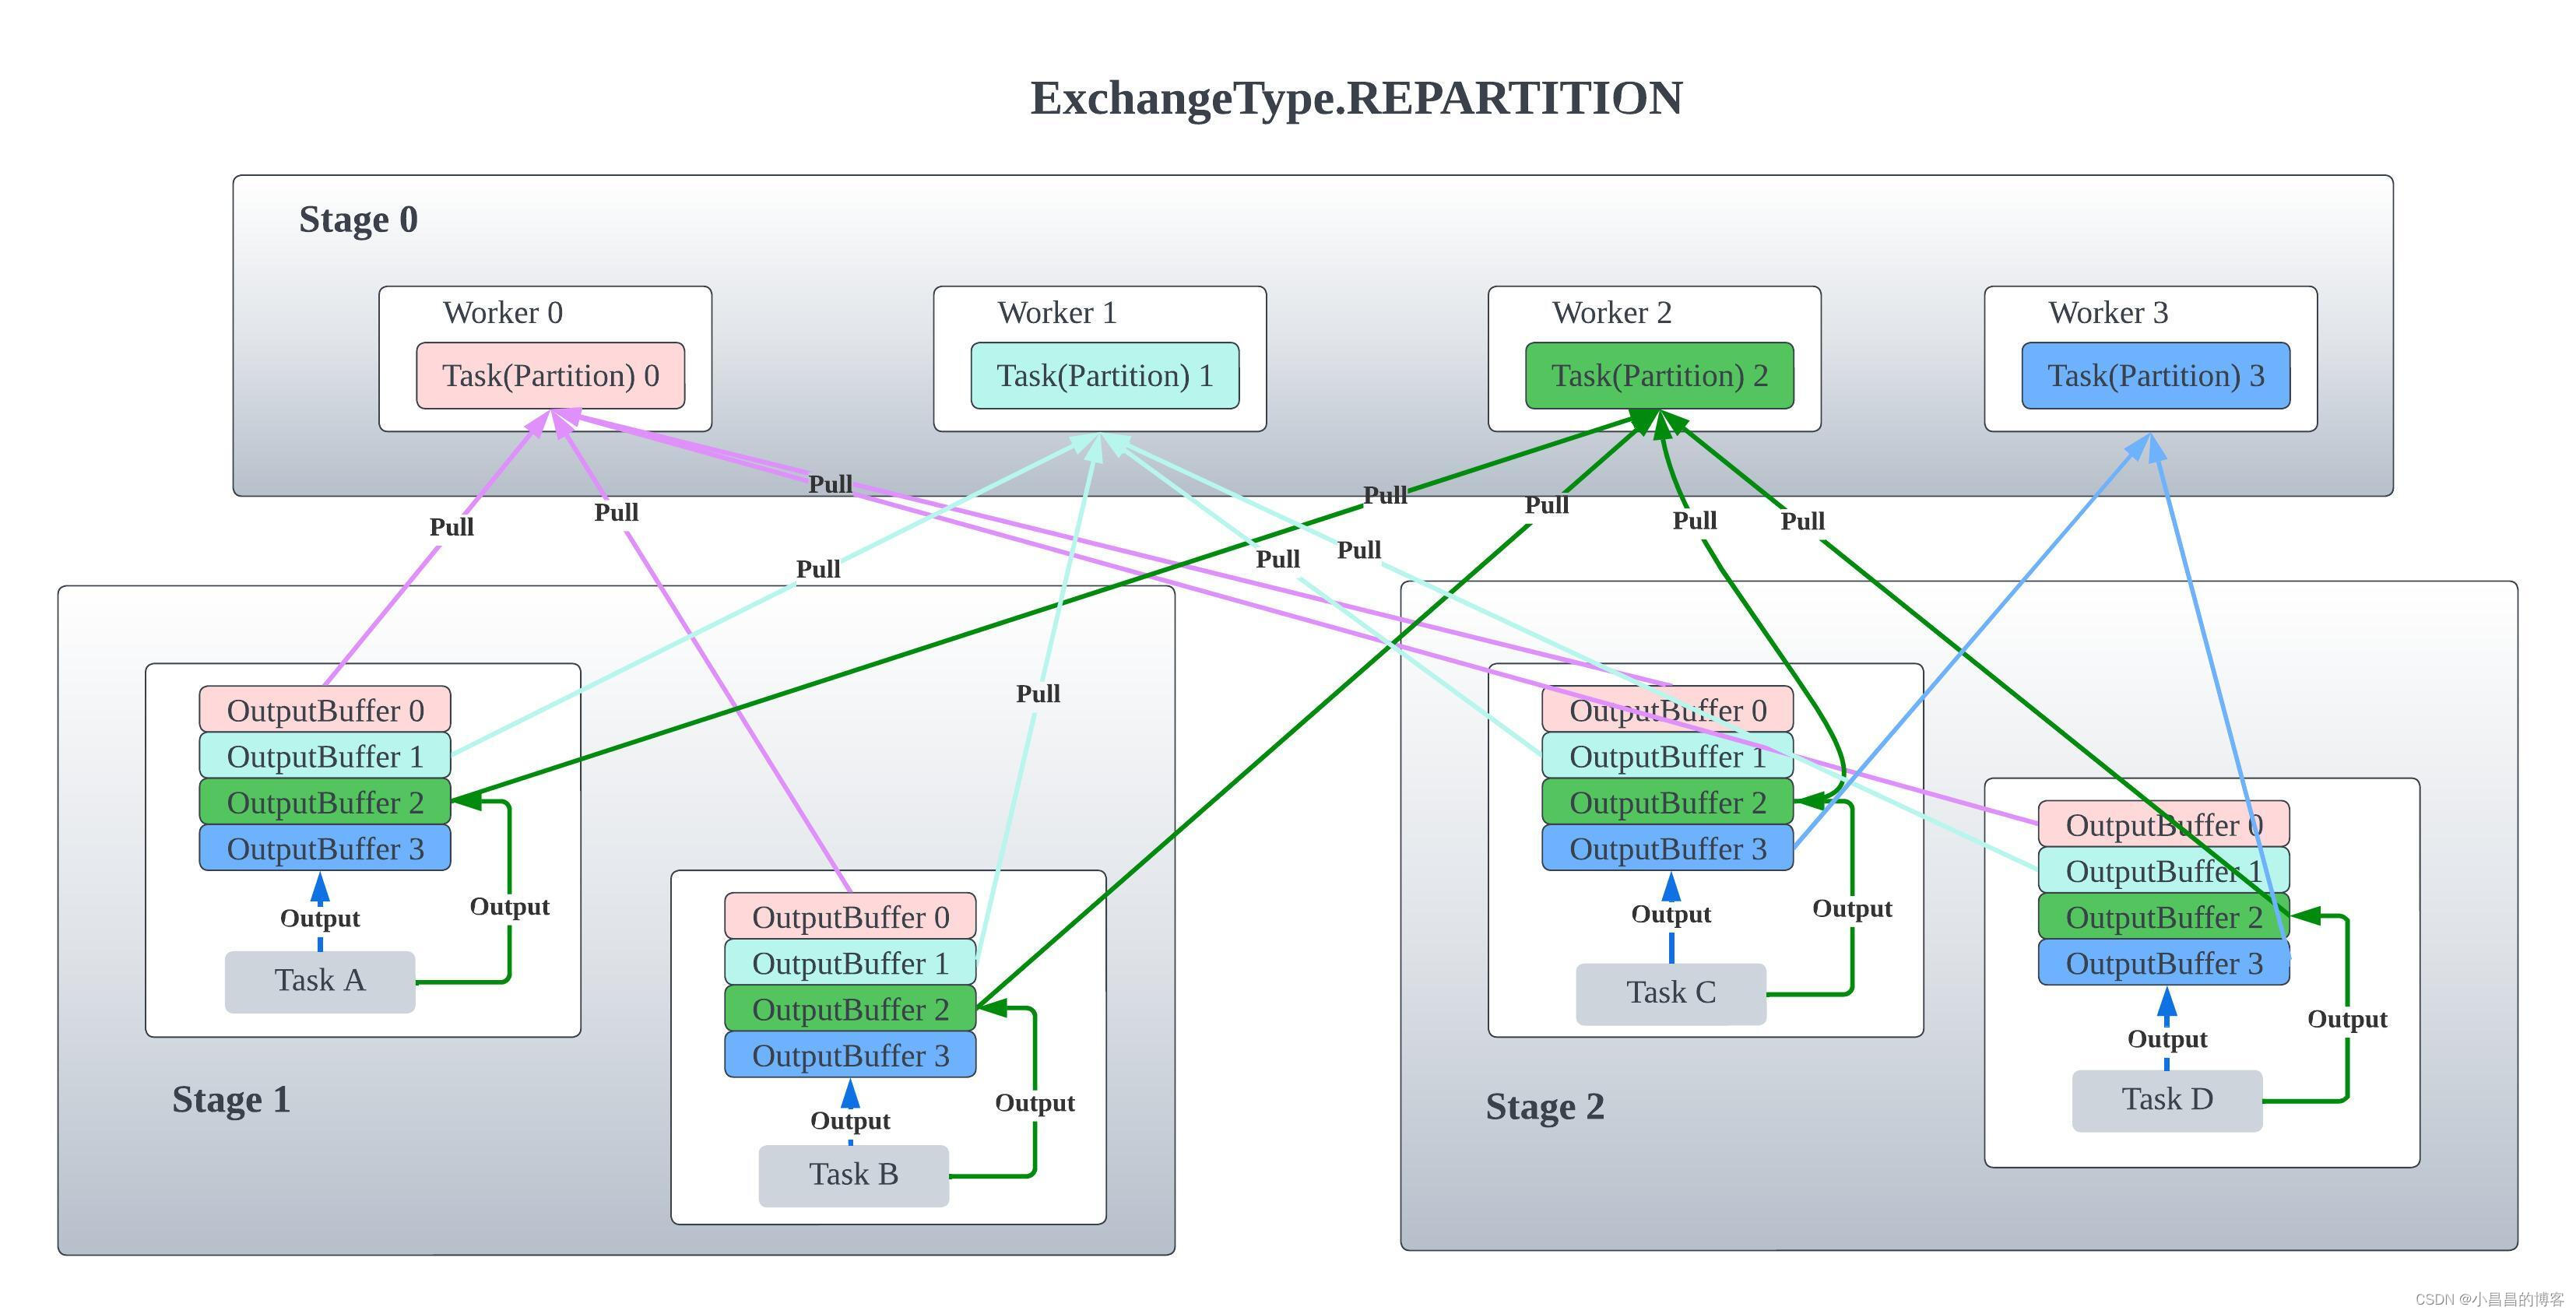 ExchangeType.REPARTITION
Stage 0
Worker 0
Task(Partition) 0
Worker 1
Task(Partition) 1
Worker 2
Task(Partition) 2
Worker 3
Task(Partition) 3
Pull
Pull
Pull
Pull
Pull
Pull
Pull
Pull
Pull
Pull
Pull
OutputBuffer 0
OutputBuffer 1
OutputBuffer 2
OutputBuffer 3
Output
Output
Task A
OutputBuffer 0
OutputBuffer 1
OutputBuffer 2
OutputBuffer 3
Output
Output
Task B
Stage 1
OutputBuffer 0
OutputBuffer 1
OutputBuffer 2
OutputBuffer 3
Output
Output
Task C
OutputBuffer 0
OutputBuffer 1
OutputBuffer 2
OutputBuffer 3
Output
Output
Task D
Stage 2
CSDN @小昌昌的博客